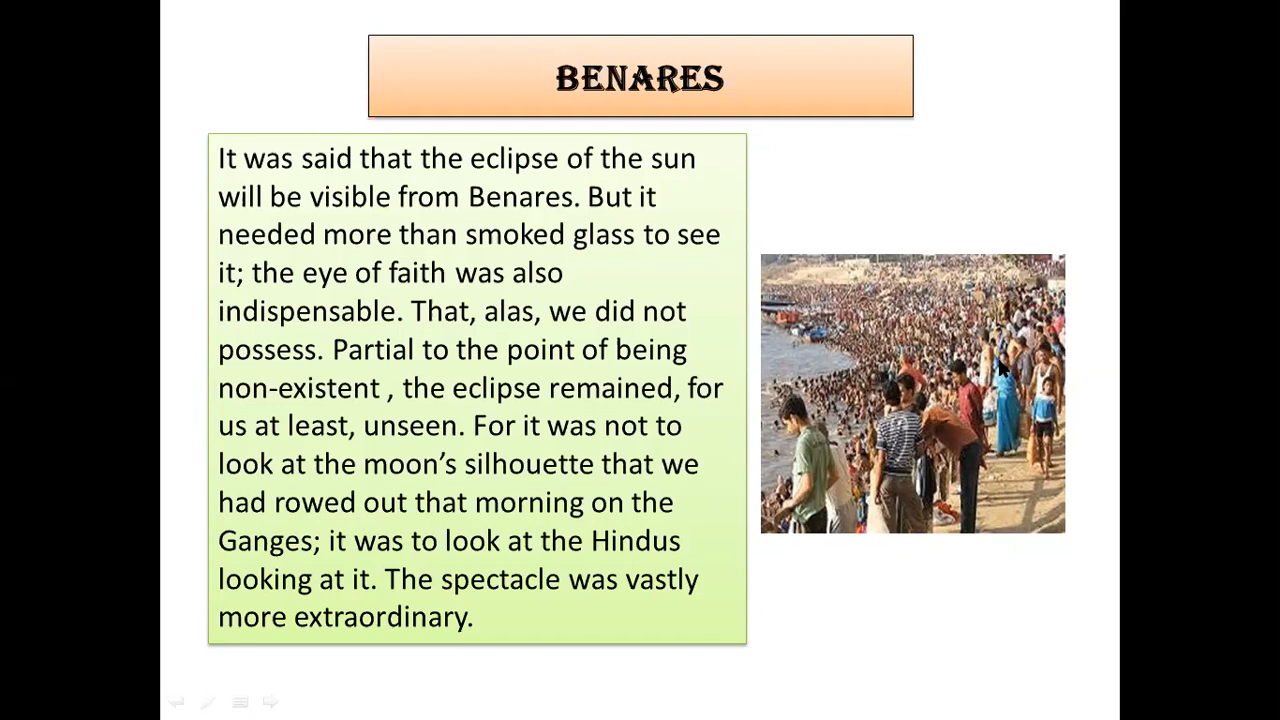 BENARES
It was said that the eclipse of the sun
will be visible from Benares. But it
needed more than smoked glass to see
it; the eye of faith was also
indispensable. That, alas, we did not
possess. Partial to the point of being
non-existent , the eclipse remained, for
us at least, unseen. For it was not to
look at the moon’s silhouette that we
had rowed out that morning on the
Ganges; it was to look at the Hindus
looking at it. The spectacle was vastly
more extraordinary.